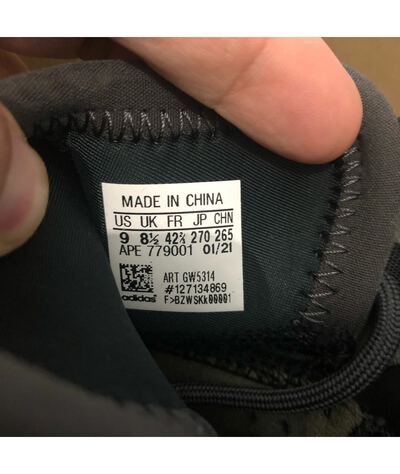 MADE IN CHINA
US UK FR JP CHN
9 8½ 42⅔ 270 265
APE 779001 01/21
ART GW5314
#127134869
adidas F>BZWSKk00001